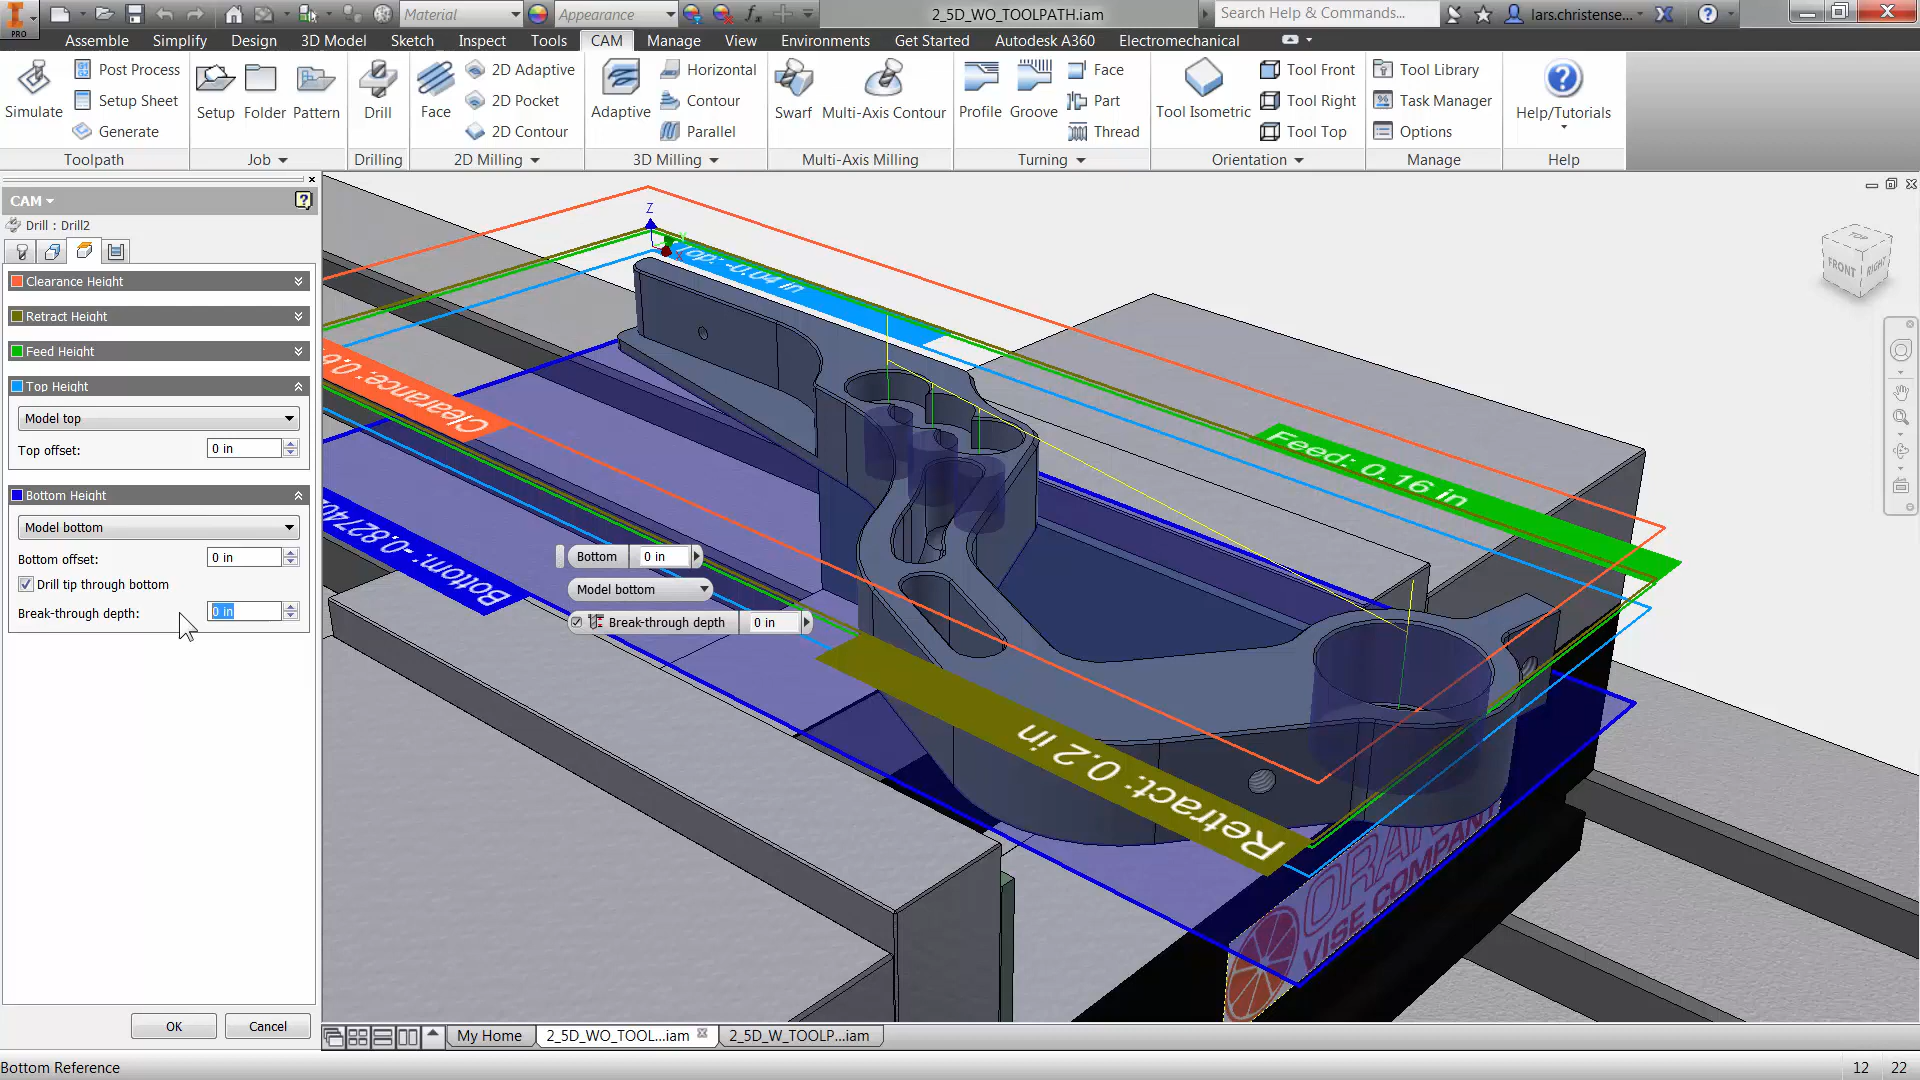 PRO
Material
Appearance
2_5D_WO_TOOLPATH.iam
Search Help & Commands...
lars.christense...
Assemble
Simplify
Design
3D Model
Sketch
Inspect
Tools
CAM
Manage
View
Environments
Get Started
Autodesk A360
Electromechanical
Simulate
Post Process
Setup Sheet
Generate
Toolpath
Setup
Folder
Pattern
Job
Drill
Drilling
Face
2D Adaptive
2D Pocket
2D Contour
2D Milling
Adaptive
Horizontal
Contour
Parallel
3D Milling
Swarf
Multi-Axis Contour
Multi-Axis Milling
Profile
Groove
Face
Part
Thread
Turning
Tool Isometric
Tool Front
Tool Right
Tool Top
Orientation
Tool Library
Task Manager
Options
Manage
Help/Tutorials
Help
CAM
Drill : Drill2
Clearance Height
Retract Height
Feed Height
Top Height
Model top
Top offset: 0 in
Bottom Height
Model bottom
Bottom offset: 0 in
Drill tip through bottom
Break-through depth: 0 in
OK
Cancel
Z
Top: -0.04 in
Feed: 0.16 in
Retract: 0.2 in
Bottom 0 in
Model bottom
Break-through depth 0 in
TOP
FRONT
RIGHT
VISE COMPANY
My Home
2_5D_WO_TOOL...iam
2_5D_W_TOOLP...iam
Bottom Reference
12
22